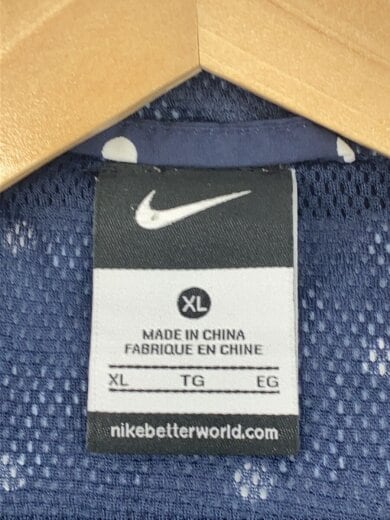 XL
MADE IN CHINA
FABRIQUE EN CHINE
XL TG EG
nikebetterworld.com